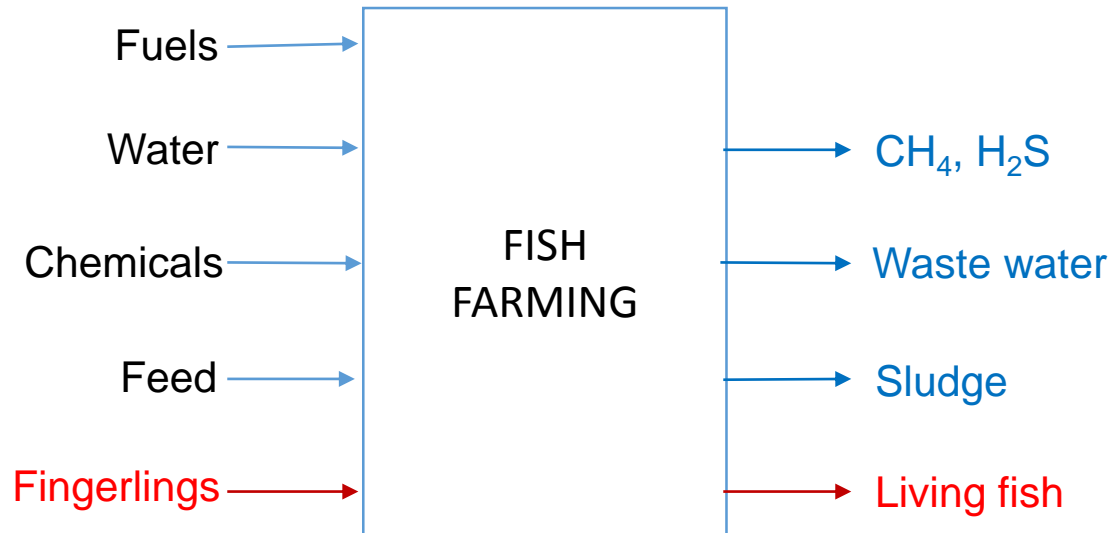 Fuels
Water
Chemicals
Feed
Fingerlings
FISH
FARMING
CH₄, H₂S
Waste water
Sludge
Living fish